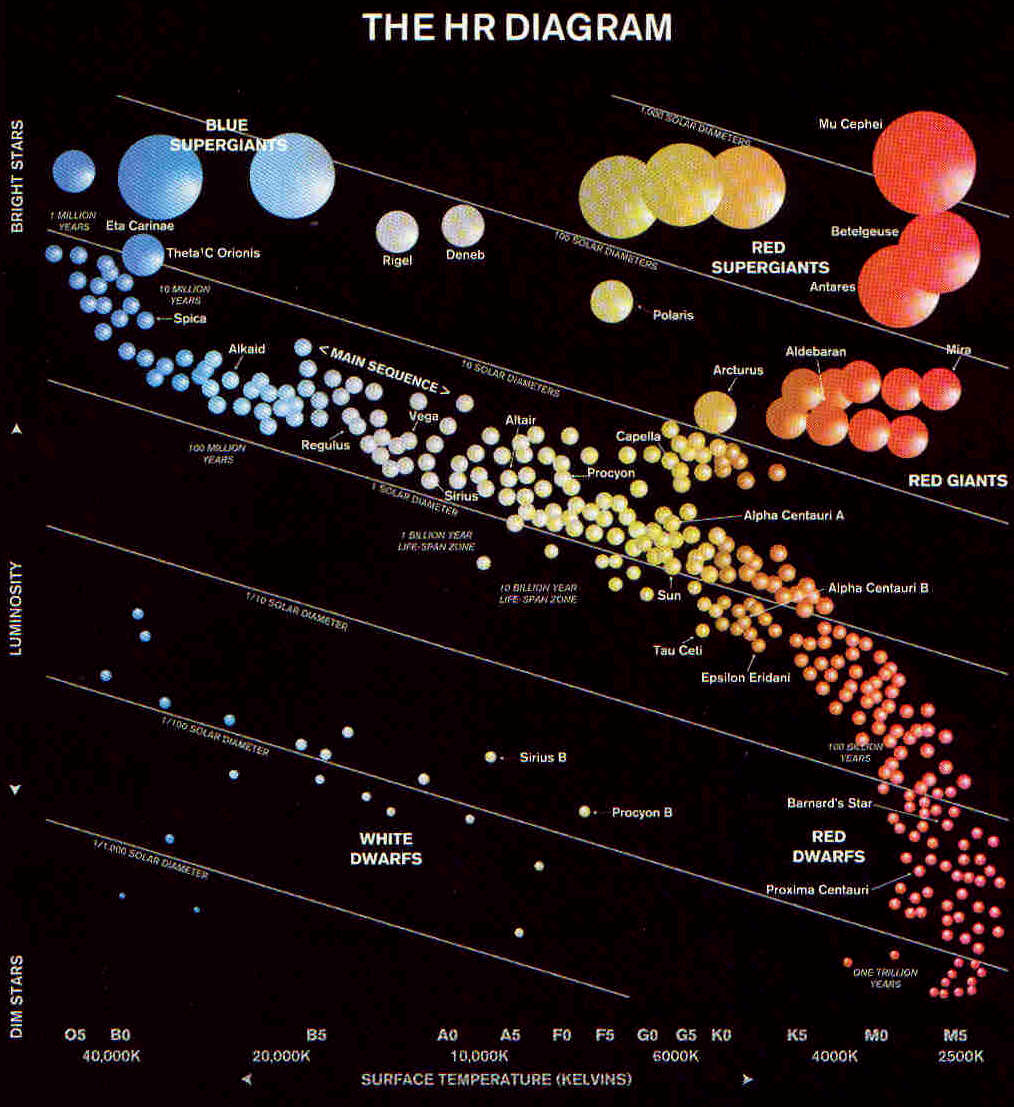 THE HR DIAGRAM
BRIGHT STARS
LUMINOSITY
DIM STARS
BLUE
SUPERGIANTS
1,000 SOLAR DIAMETERS
Mu Cephei
1 MILLION
YEARS
Eta Carinae
Theta¹C Orionis
Rigel
Deneb
100 SOLAR DIAMETERS
RED
SUPERGIANTS
Betelgeuse
Antares
10 MILLION
YEARS
Spica
Polaris
Alkaid
< MAIN SEQUENCE >
10 SOLAR DIAMETERS
Arcturus
Aldebaran
Mira
Vega
Regulus
Altair
Capella
100 MILLION
YEARS
Procyon
RED GIANTS
Sirius
1 SOLAR DIAMETER
Alpha Centauri A
1 BILLION YEAR
LIFE-SPAN ZONE
10 BILLION YEAR
LIFE-SPAN ZONE
Sun
Alpha Centauri B
1/10 SOLAR DIAMETER
Tau Ceti
Epsilon Eridani
1/100 SOLAR DIAMETER
100 BILLION
YEARS
Sirius B
Procyon B
Barnard's Star
WHITE
DWARFS
RED
DWARFS
1/1,000 SOLAR DIAMETER
Proxima Centauri
ONE TRILLION
YEARS
O5 B0 B5 A0 A5 F0 F5 G0 G5 K0 K5 M0 M5
40,000K 20,000K 10,000K 6000K 4000K 2500K
SURFACE TEMPERATURE (KELVINS)